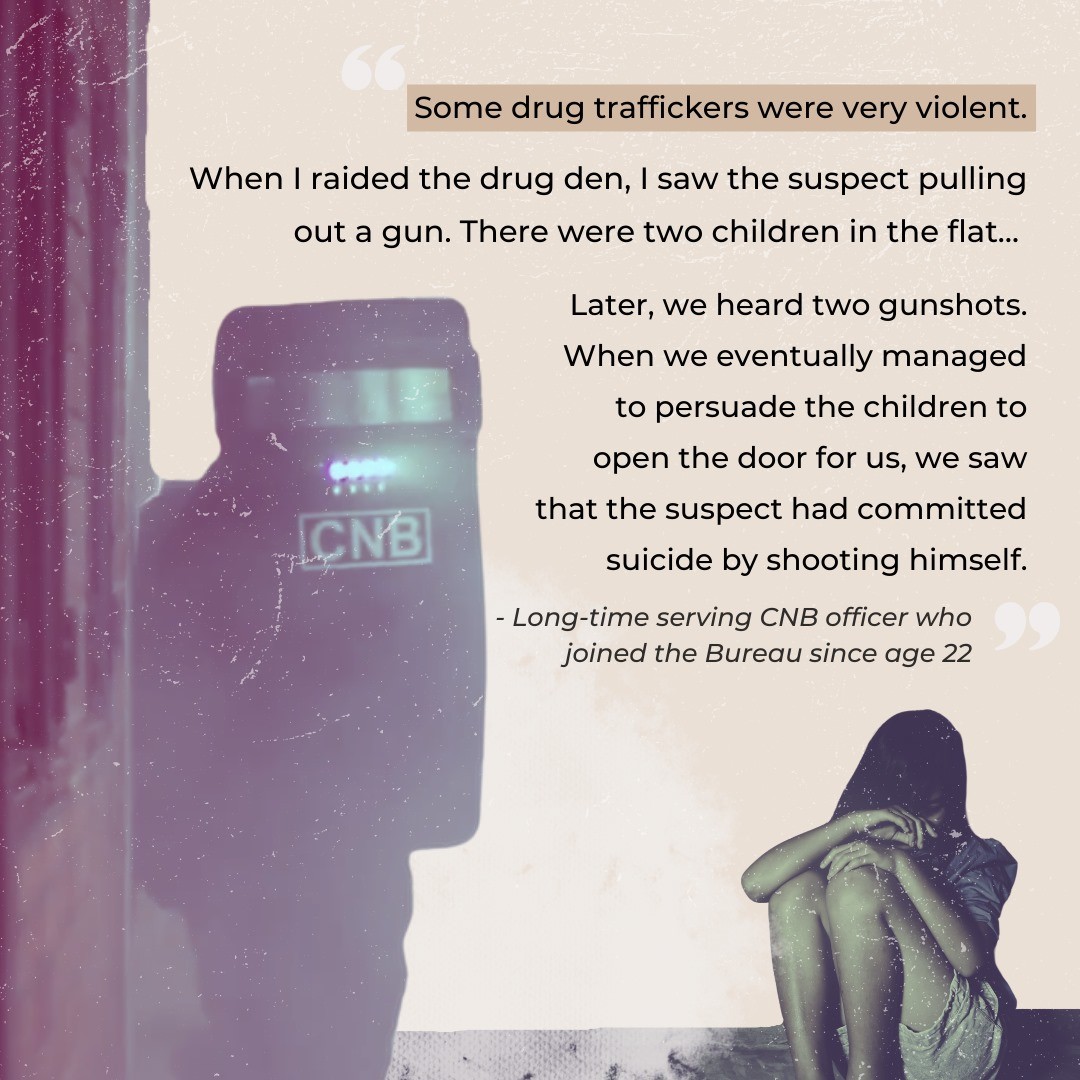 “
Some drug traffickers were very violent.
When I raided the drug den, I saw the suspect pulling
out a gun. There were two children in the flat...
Later, we heard two gunshots.
When we eventually managed
to persuade the children to
open the door for us, we saw
that the suspect had committed
suicide by shooting himself.
- Long-time serving CNB officer who
joined the Bureau since age 22
”
CNB